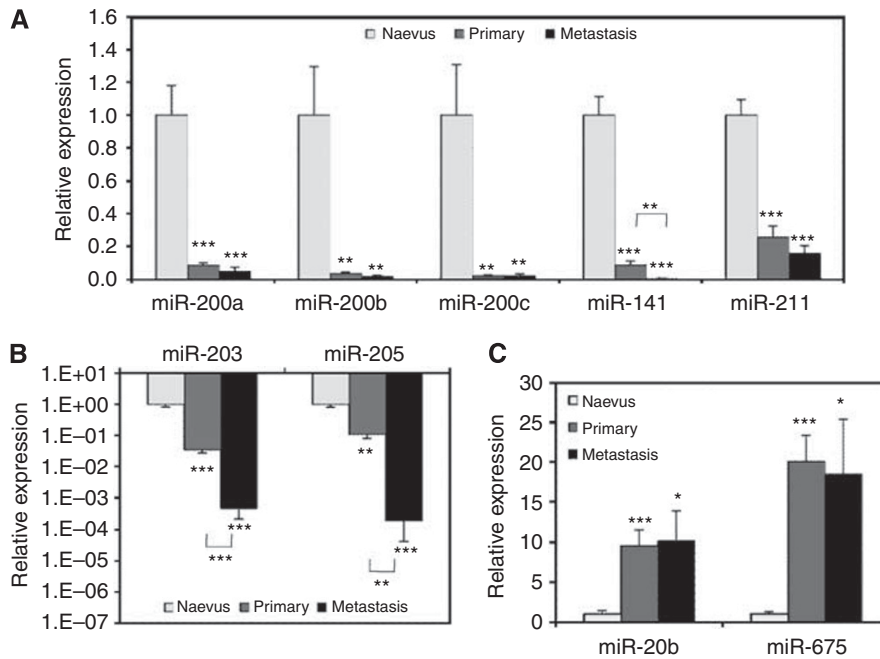 A
1.6
1.4
1.2
1.0
0.8
0.6
0.4
0.2
0.0
Relative expression
Naevus Primary Metastasis
*** ***
** **
** **
*** ***
**
*** ***
miR-200a miR-200b miR-200c miR-141 miR-211
B
miR-203 miR-205
1.E+01
1.E+00
1.E–01
1.E–02
1.E–03
1.E–04
1.E–05
1.E–06
1.E–07
Relative expression
*** ***
***
** ***
**
Naevus Primary Metastasis
C
30
25
20
15
10
5
0
Relative expression
Naevus
Primary
Metastasis
*** *
*** *
miR-20b miR-675